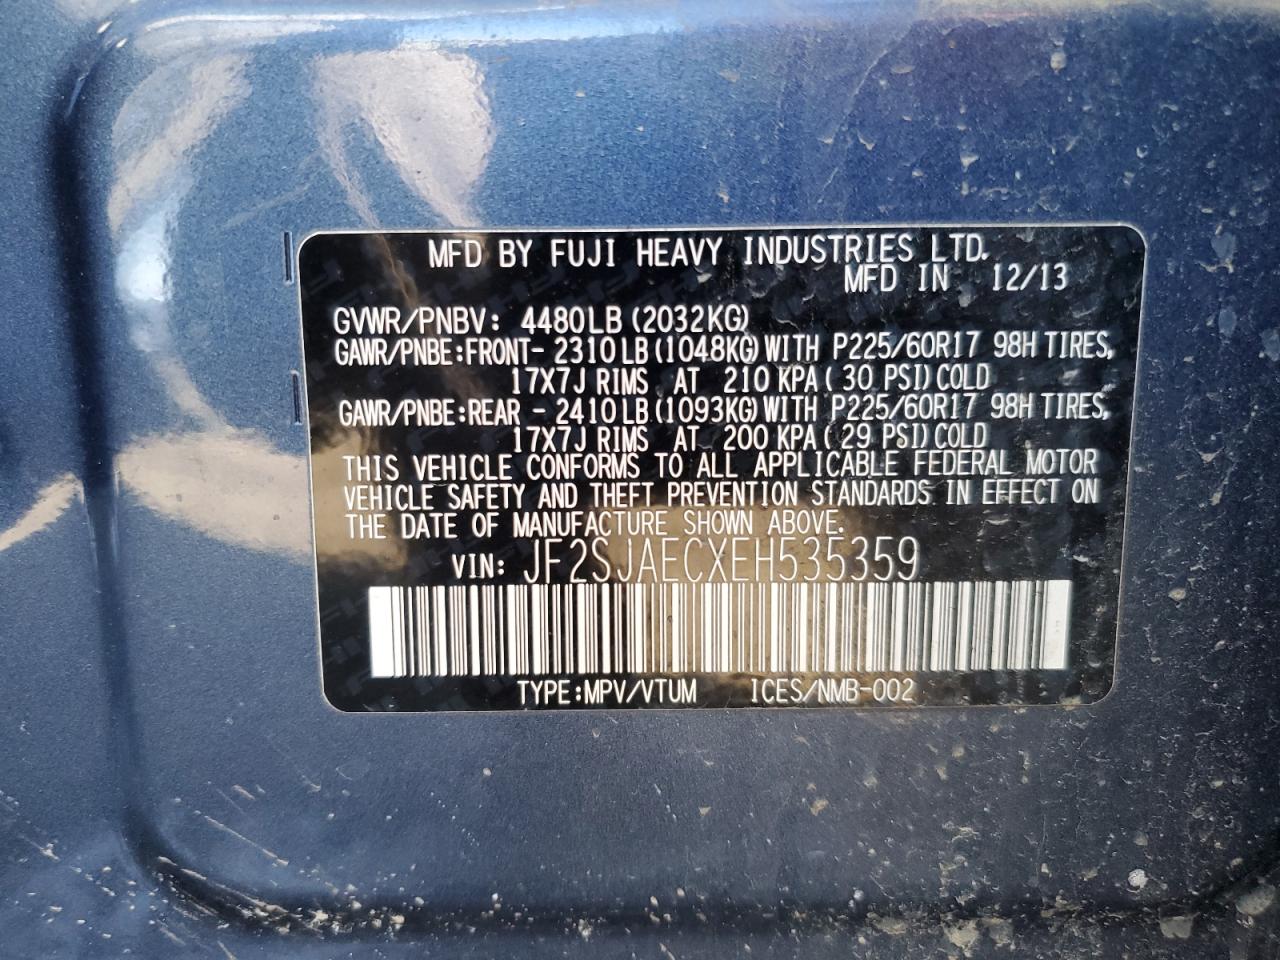 MFD BY FUJI HEAVY INDUSTRIES LTD.
MFD IN 12/13
GVWR/PNBV: 4480LB (2032KG)
GAWR/PNBE:FRONT- 2310LB(1048KG)WITH P225/60R17 98H TIRES,
17X7J RIMS AT 210 KPA( 30 PSI)COLD
GAWR/PNBE:REAR - 2410LB(1093KG)WITH P225/60R17 98H TIRES,
17X7J RIMS AT 200 KPA( 29 PSI)COLD
THIS VEHICLE CONFORMS TO ALL APPLICABLE FEDERAL MOTOR
VEHICLE SAFETY AND THEFT PREVENTION STANDARDS IN EFFECT ON
THE DATE OF MANUFACTURE SHOWN ABOVE.
VIN: JF2SJAECXEH535359
TYPE:MPV/VTUM ICES/NMB-002